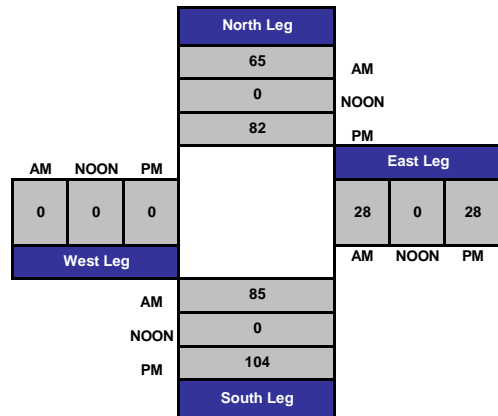 North Leg
65 AM
0 NOON
82 PM
AM NOON PM East Leg
0 0 0 28 0 28
West Leg AM NOON PM
AM 85
NOON 0
PM 104
South Leg